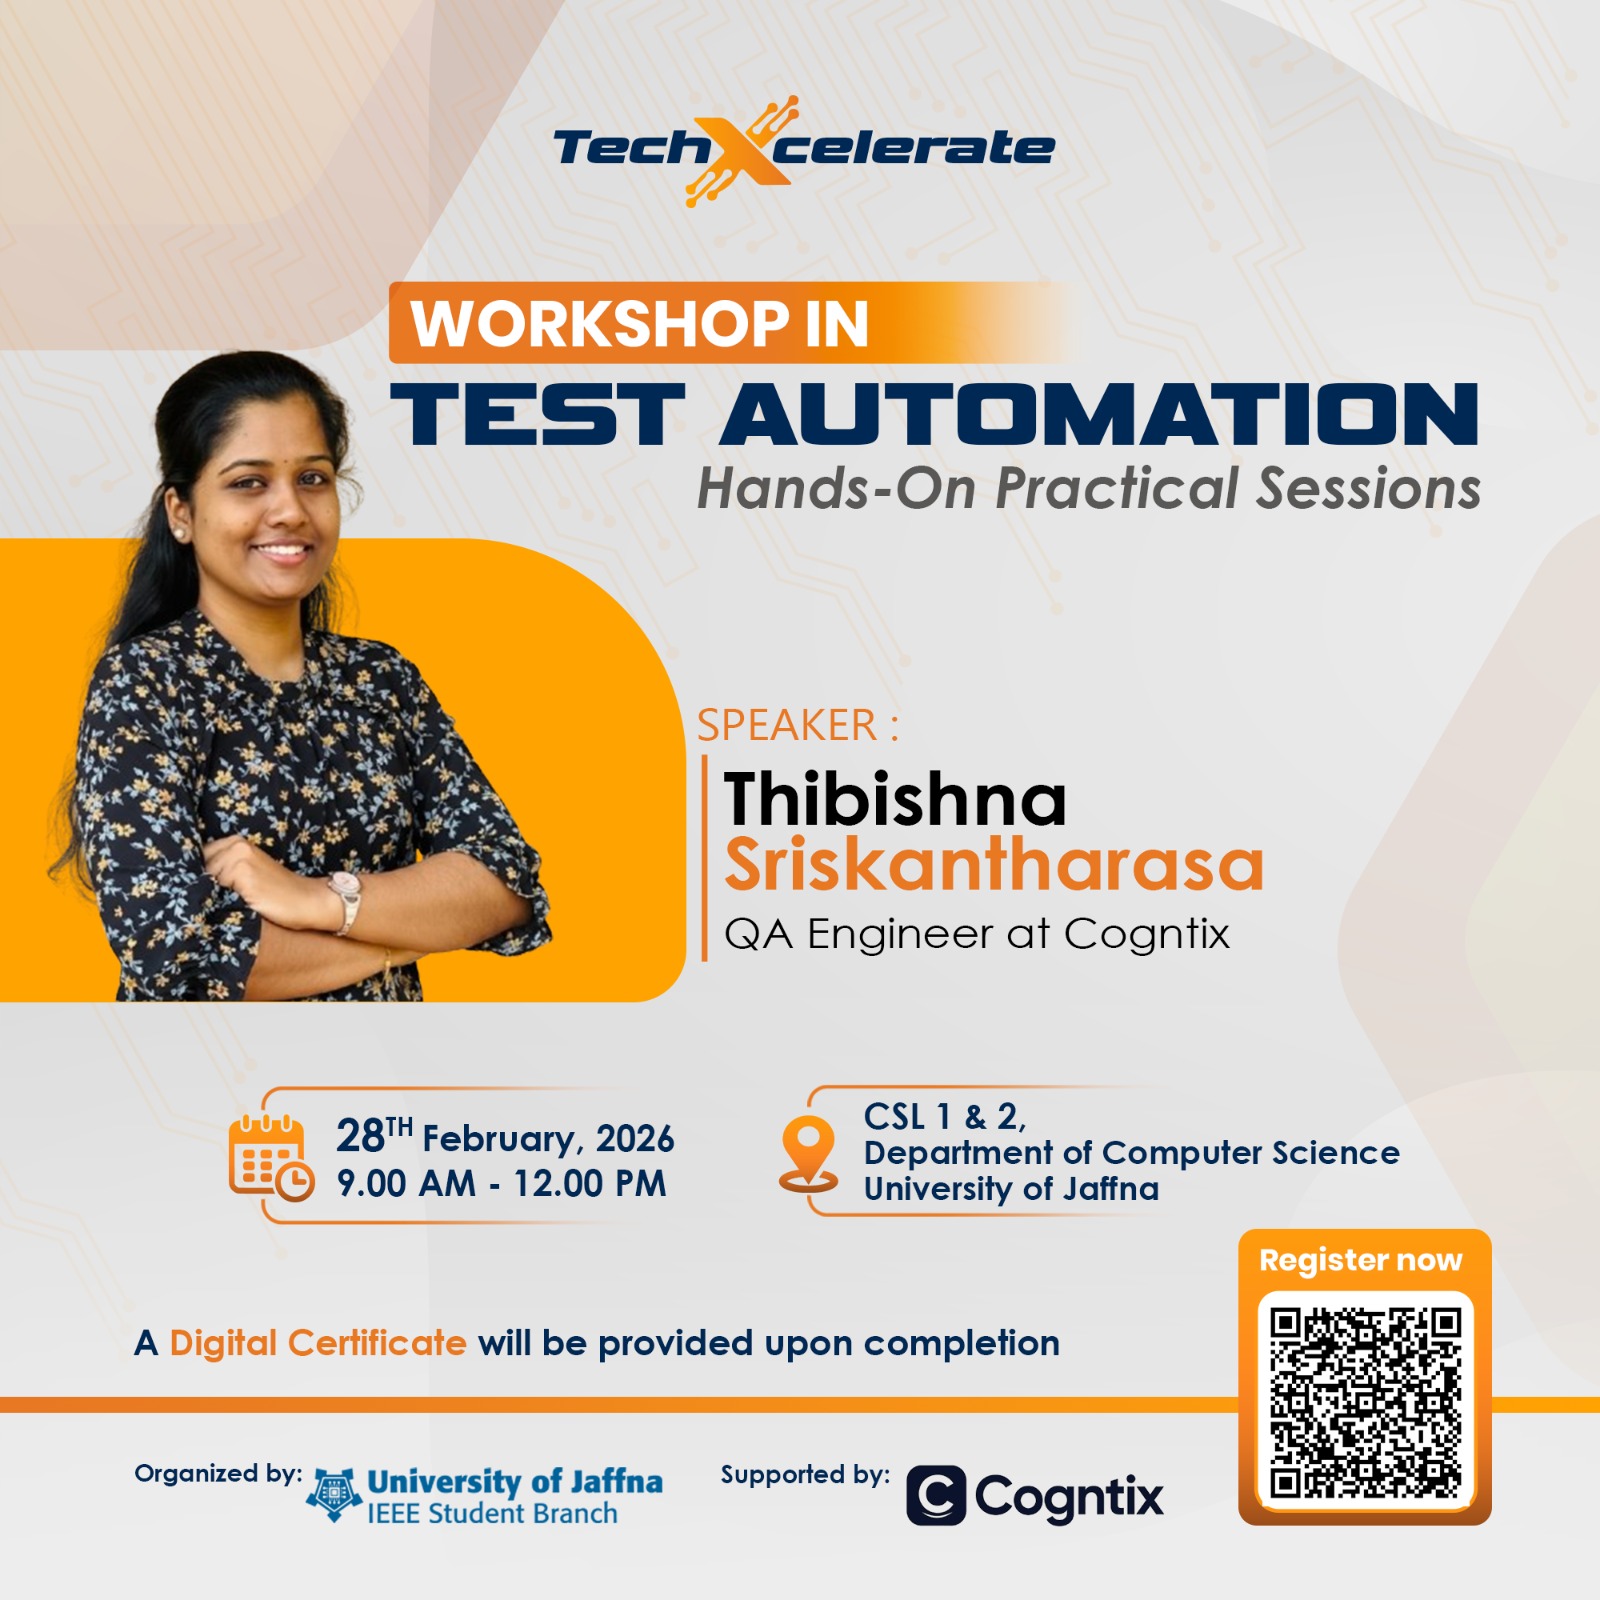 TechXcelerate
WORKSHOP IN
TEST AUTOMATION
Hands-On Practical Sessions
SPEAKER :
Thibishna
Sriskantharasa
QA Engineer at Cogntix
28TH February, 2026
9.00 AM - 12.00 PM
CSL 1 & 2,
Department of Computer Science
University of Jaffna
Register now
A Digital Certificate will be provided upon completion
Organized by:
University of Jaffna
IEEE Student Branch
Supported by:
Cogntix